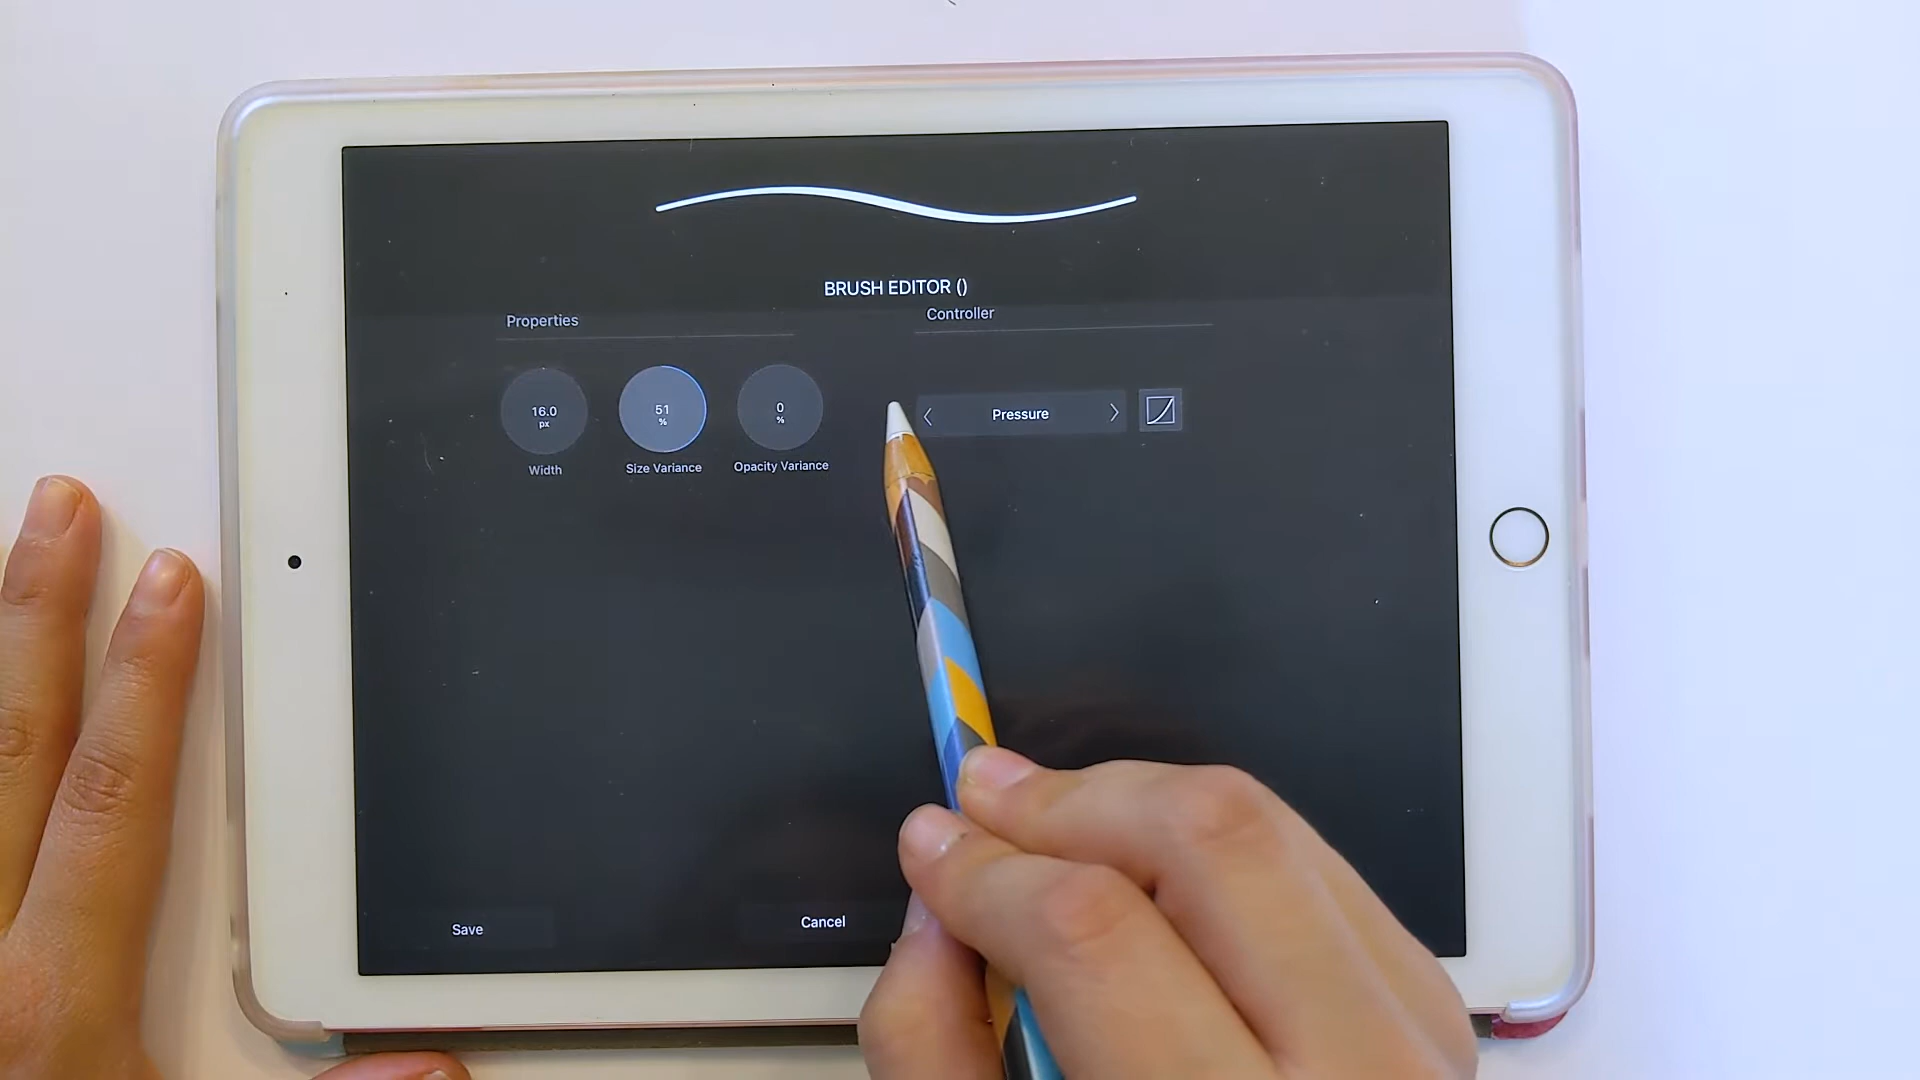 BRUSH EDITOR ()
Properties
Controller
16.0
px
51
%
0
%
Pressure
Width
Size Variance
Opacity Variance
Save
Cancel